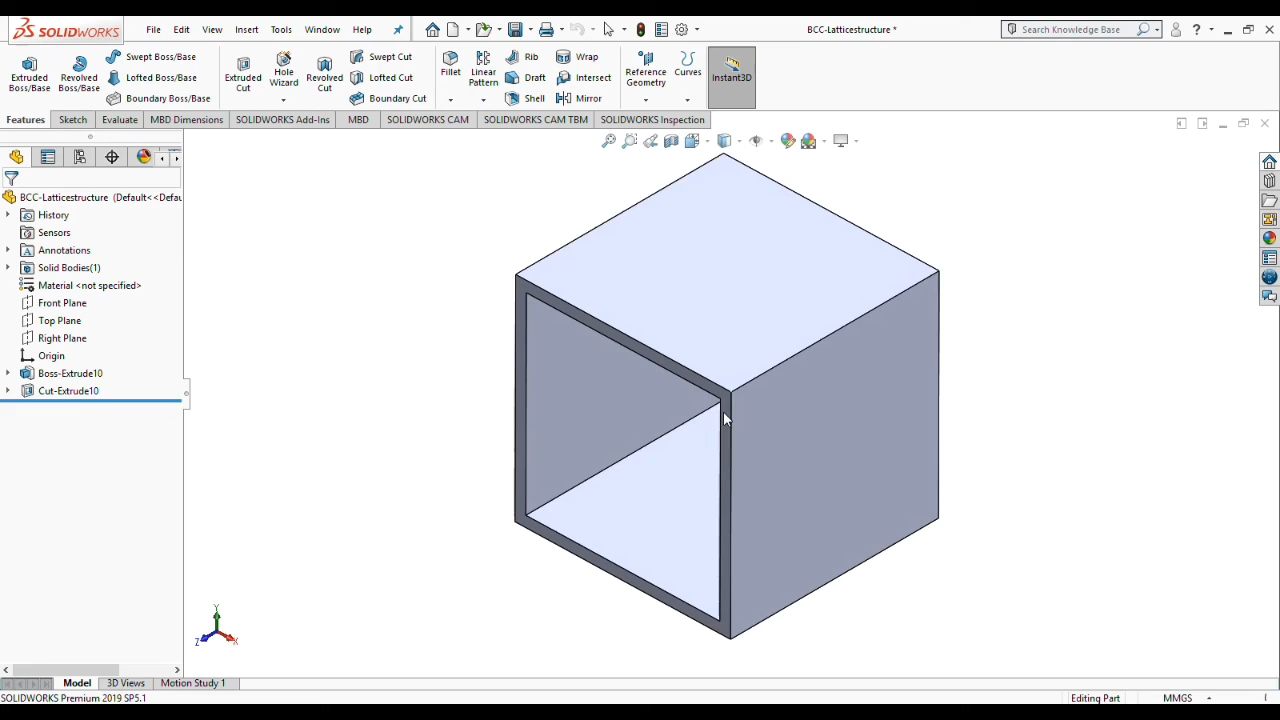 SOLIDWORKS File Edit View Insert Tools Window Help BCC-Latticestructure * Search Knowledge Base ?
Extruded Boss/Base
Revolved Boss/Base
Swept Boss/Base
Lofted Boss/Base
Boundary Boss/Base
Extruded Cut
Hole Wizard
Revolved Cut
Swept Cut
Lofted Cut
Boundary Cut
Fillet
Linear Pattern
Rib
Draft
Shell
Wrap
Intersect
Mirror
Reference Geometry
Curves
Instant3D
Features Sketch Evaluate MBD Dimensions SOLIDWORKS Add-Ins MBD SOLIDWORKS CAM SOLIDWORKS CAM TBM SOLIDWORKS Inspection
BCC-Latticestructure (Default<<Defau
History
Sensors
Annotations
Solid Bodies(1)
Material <not specified>
Front Plane
Top Plane
Right Plane
Origin
Boss-Extrude10
Cut-Extrude10
Y
Z X
Model 3D Views Motion Study 1
SOLIDWORKS Premium 2019 SP5.1 Editing Part MMGS